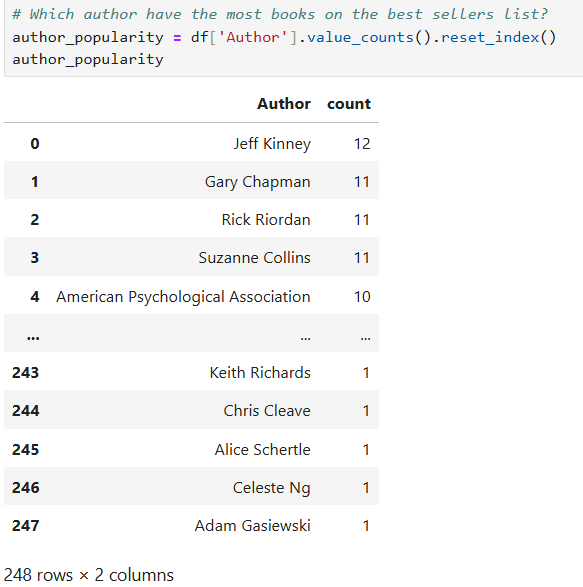 # Which author have the most books on the best sellers list?
author_popularity = df['Author'].value_counts().reset_index()
author_popularity
Author count
0 Jeff Kinney 12
1 Gary Chapman 11
2 Rick Riordan 11
3 Suzanne Collins 11
4 American Psychological Association 10
... ... ...
243 Keith Richards 1
244 Chris Cleave 1
245 Alice Schertle 1
246 Celeste Ng 1
247 Adam Gasiewski 1
248 rows × 2 columns